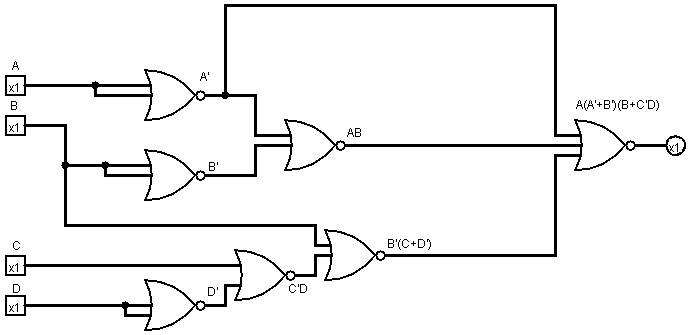 A
x1
B
x1
A'
B'
AB
A(A'+B')(B+C'D)
x1
C
x1
D
x1
D'
C'D
B'(C+D')